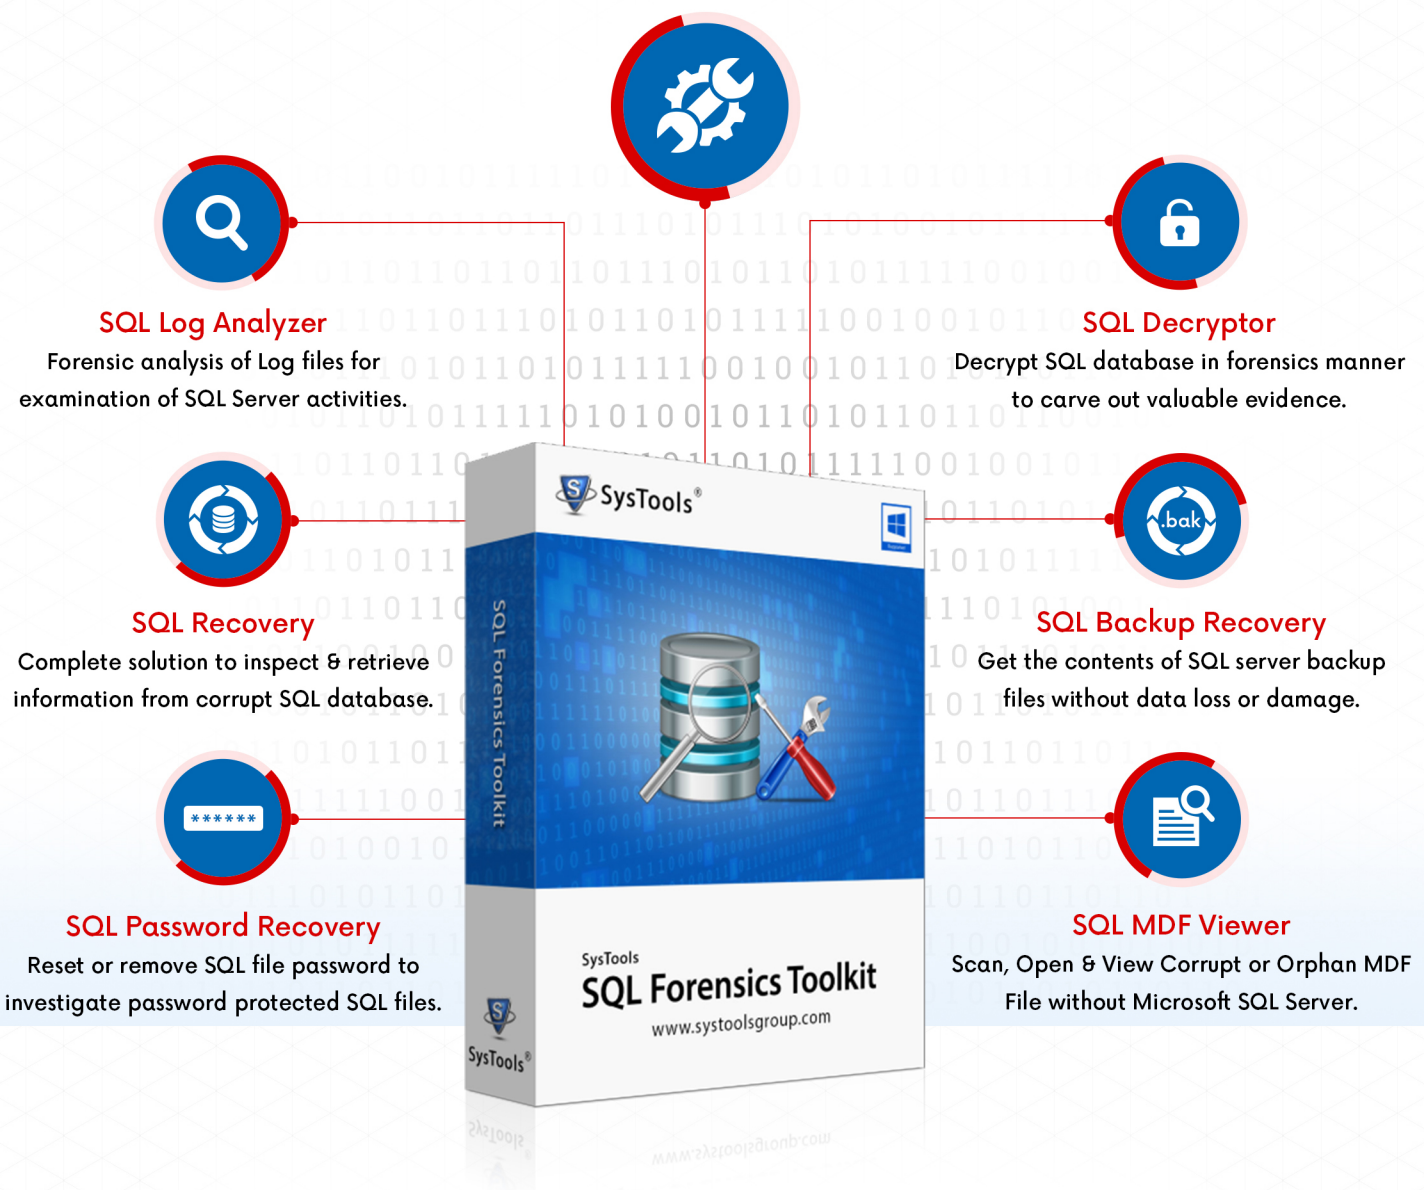 SQL Log Analyzer
Forensic analysis of Log files for
examination of SQL Server activities.
SQL Decryptor
Decrypt SQL database in forensics manner
to carve out valuable evidence.
SQL Recovery
Complete solution to inspect & retrieve
information from corrupt SQL database.
.bak
SQL Backup Recovery
Get the contents of SQL server backup
files without data loss or damage.
******
SQL Password Recovery
Reset or remove SQL file password to
investigate password protected SQL files.
SQL MDF Viewer
Scan, Open & View Corrupt or Orphan MDF
File without Microsoft SQL Server.
S SysTools®
SQL Forensics Toolkit
S
SysTools®
SysTools
SQL Forensics Toolkit
www.systoolsgroup.com